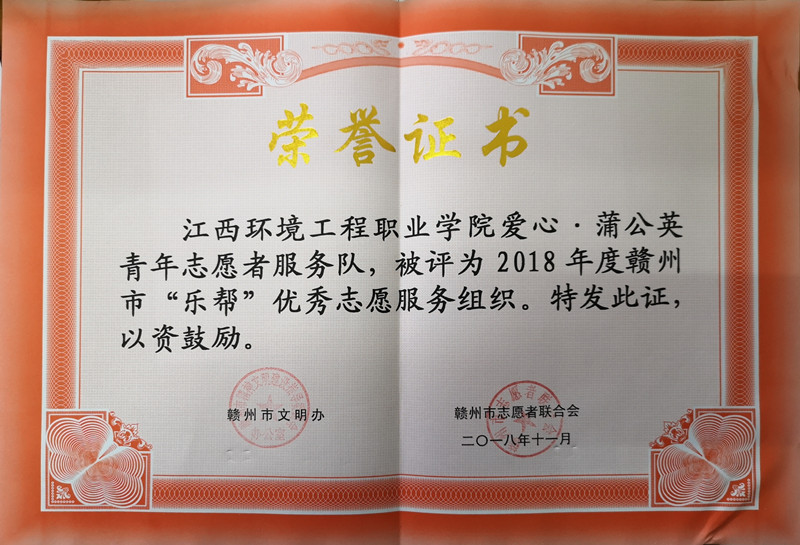 荣誉证书
江西环境工程职业学院爱心·蒲公英
青年志愿者服务队，被评为2018年度赣州
市“乐帮”优秀志愿服务组织。特发此证，
以资鼓励。
赣州市文明办
赣州市志愿者联合会
二〇一八年十一月